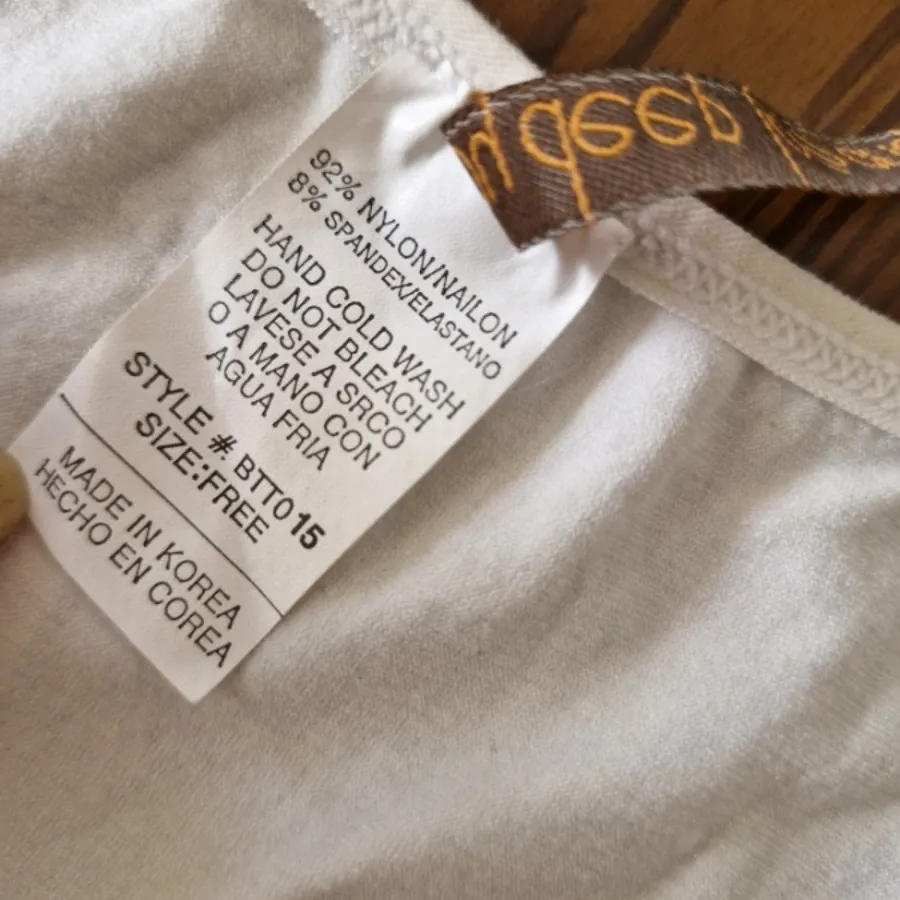 deep
92% NYLON/NAILON
8% SPANDEX/ELASTANO
HAND COLD WASH
DO NOT BLEACH
LAVESE A SRCO
O A MANO CON
AGUA FRIA
STYLE # BTT015
SIZE:FREE
MADE IN KOREA
HECHO EN COREA